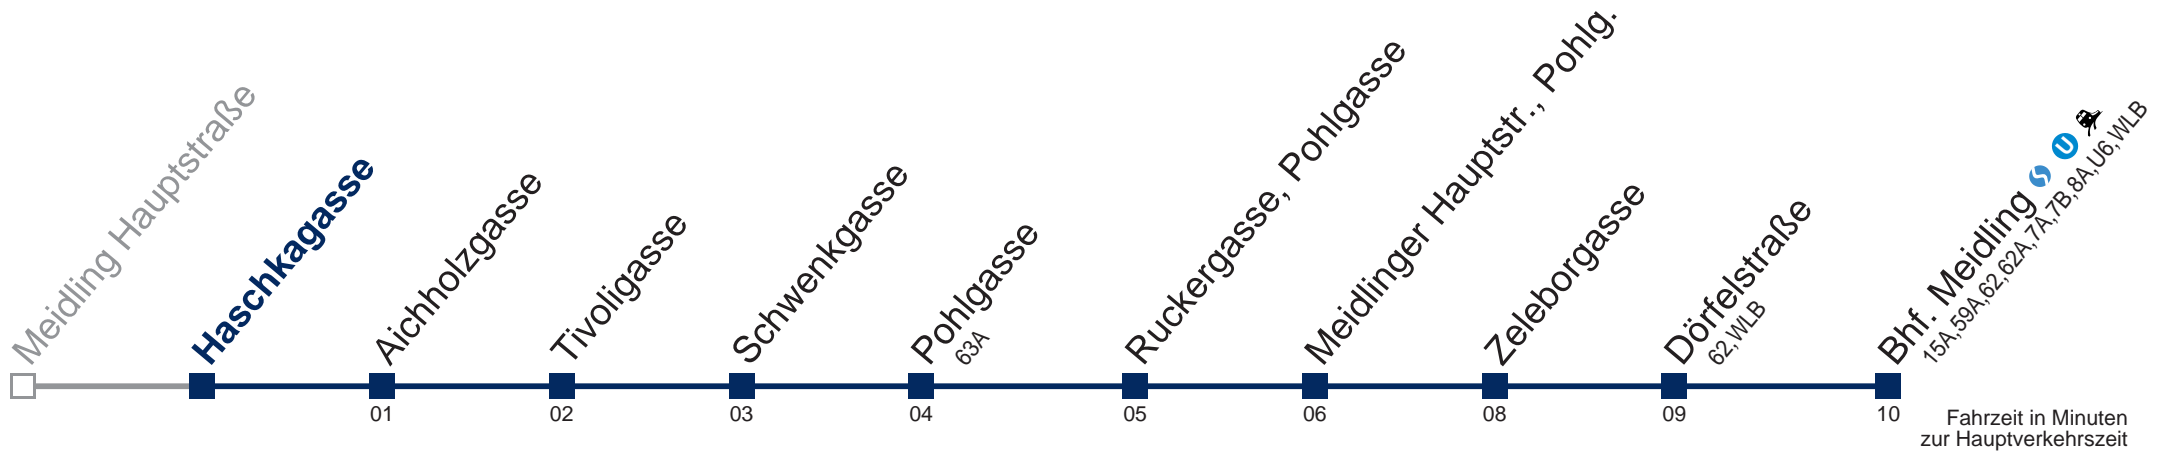 Meidling Hauptstraße
Haschkagasse
Aichholzgasse
Tivoligasse
Schwenkgasse
Pohlgasse
63A
Ruckergasse, Pohlgasse
Meidlinger Hauptstr., Pohlg.
Zeleborgasse
Dörfelstraße
62,WLB
Bhf. Meidling S U
15A,59A,62,62A,7A,7B,8A,U6,WLB
01
02
03
04
05
06
08
09
10
Fahrzeit in Minuten
zur Hauptverkehrszeit